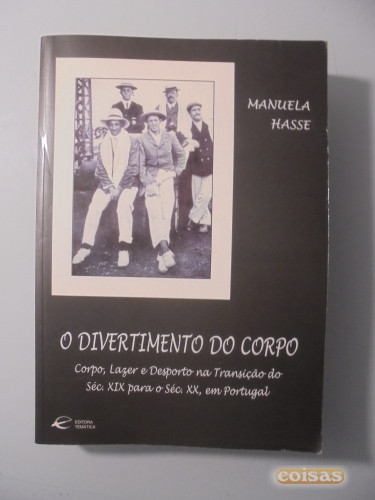 MANUELA
HASSE
O DIVERTIMENTO DO CORPO
Corpo, Lazer e Desporto na Transição do
Séc. XIX para o Séc. XX, em Portugal
EDITORA
TEMÁTICA
coisas